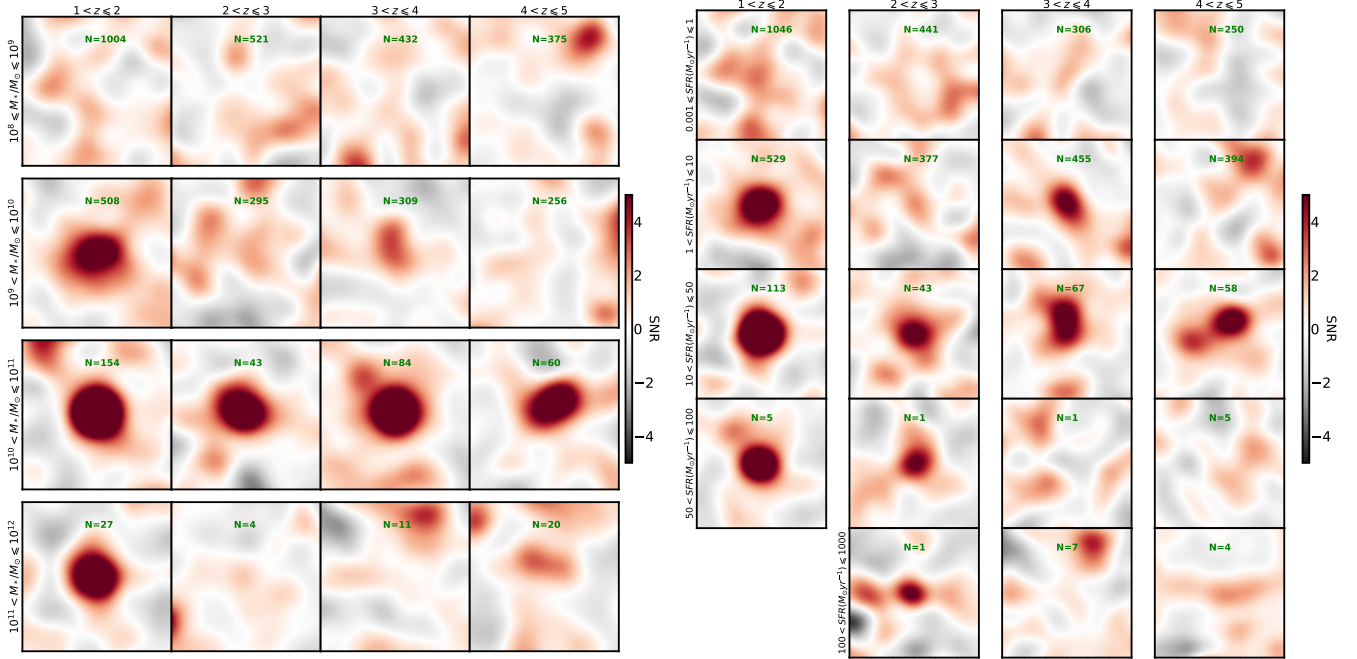 1 < z ⩽ 2
2 < z ⩽ 3
3 < z ⩽ 4
4 < z ⩽ 5
10⁸ ⩽ M*/M⊙ ⩽ 10⁹
N=1004
N=521
N=432
N=375
10⁹ < M*/M⊙ ⩽ 10¹⁰
N=508
N=295
N=309
N=256
10¹⁰ < M*/M⊙ ⩽ 10¹¹
N=154
N=43
N=84
N=60
10¹¹ < M*/M⊙ ⩽ 10¹²
N=27
N=4
N=11
N=20
4
2
0
−2
−4
SNR
1 < z ⩽ 2
2 < z ⩽ 3
3 < z ⩽ 4
4 < z ⩽ 5
0.001 ⩽ SFR(M⊙yr⁻¹) ⩽ 1
N=1046
N=441
N=306
N=250
1 < SFR(M⊙yr⁻¹) ⩽ 10
N=529
N=377
N=455
N=394
10 < SFR(M⊙yr⁻¹) ⩽ 50
N=113
N=43
N=67
N=58
50 < SFR(M⊙yr⁻¹) ⩽ 100
N=5
N=1
N=1
N=5
100 < SFR(M⊙yr⁻¹) ⩽ 1000
N=1
N=7
N=4
4
2
0
−2
−4
SNR